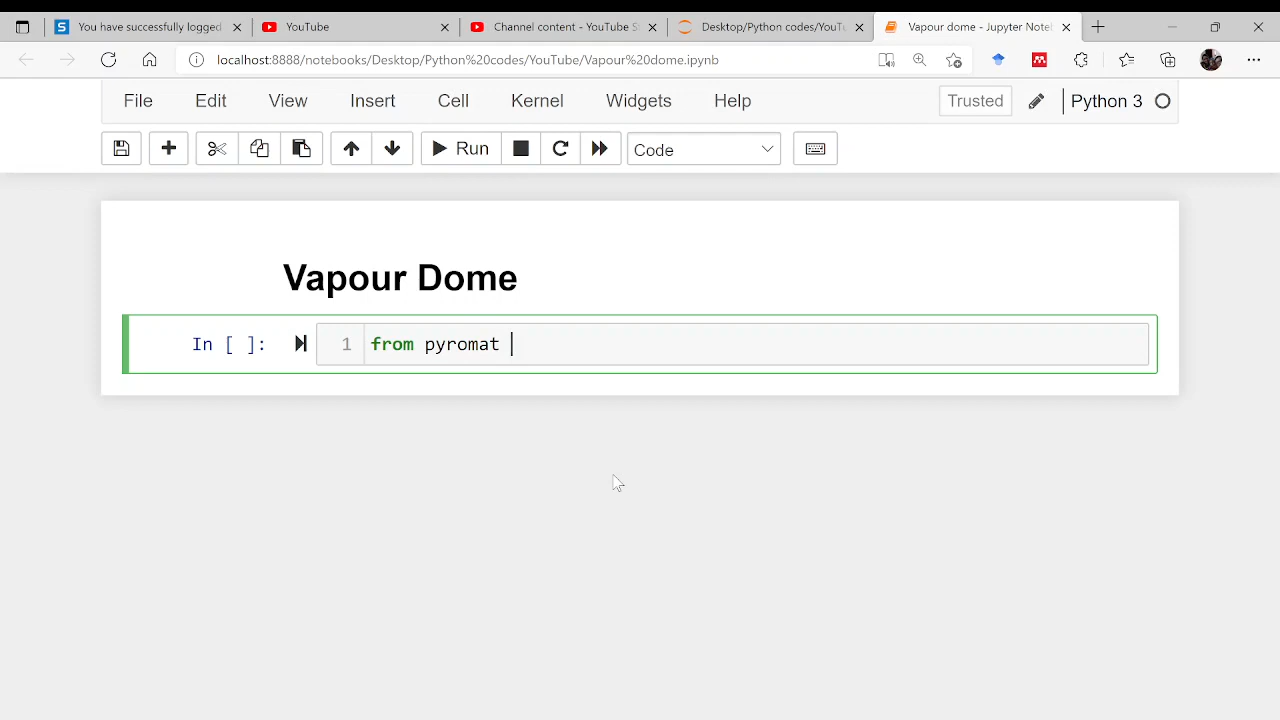 You have successfully logged
YouTube
Channel content - YouTube S
Desktop/Python codes/YouTu
Vapour dome - Jupyter Noteb
localhost:8888/notebooks/Desktop/Python%20codes/YouTube/Vapour%20dome.ipynb
File Edit View Insert Cell Kernel Widgets Help Trusted Python 3
Run Code
Vapour Dome
In [ ]: 1 from pyromat